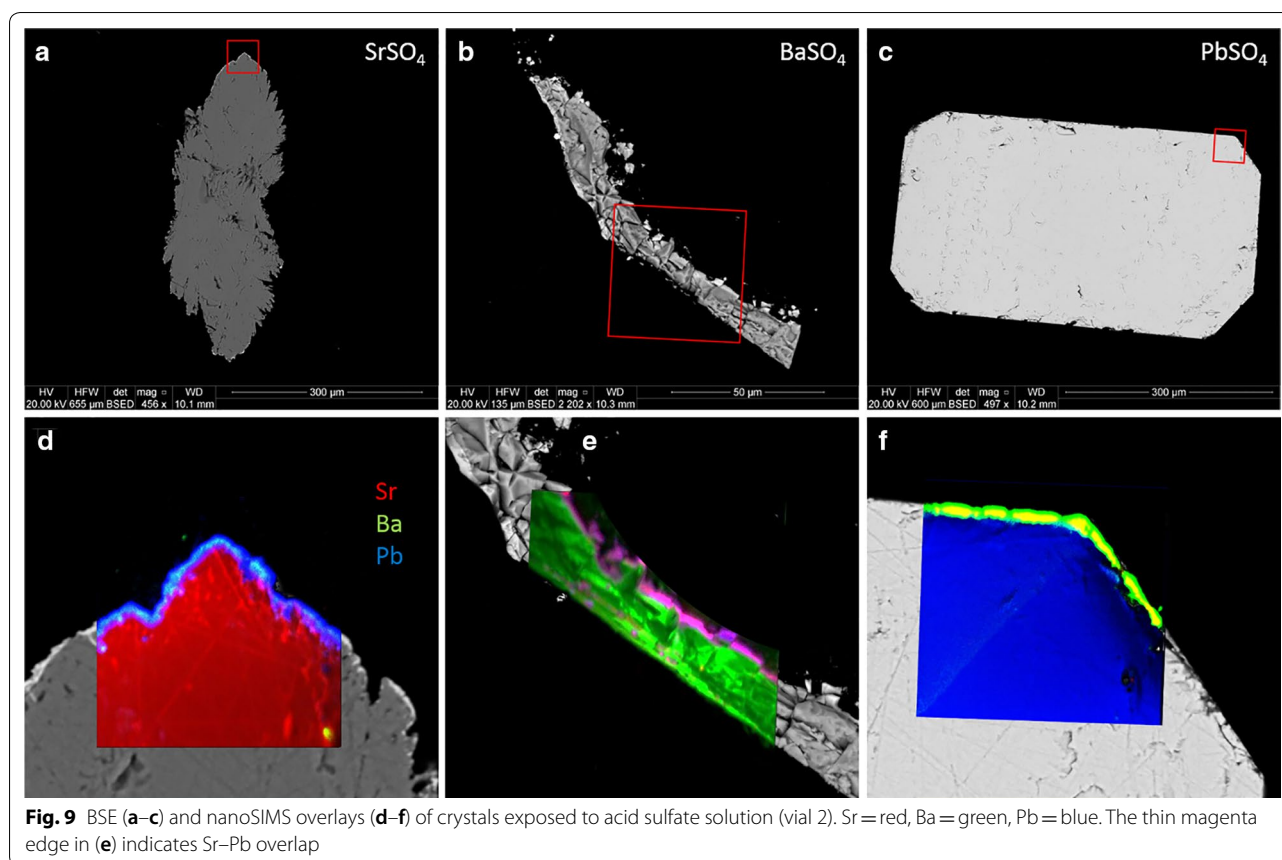 a
SrSO₄
b
BaSO₄
c
PbSO₄
HV HFW det mag □ WD
20.00 kV 655 µm BSED 456 x 10.1 mm
300 µm
HV HFW det mag □ WD
20.00 kV 135 µm BSED 2 202 x 10.3 mm
50 µm
HV HFW det mag □ WD
20.00 kV 600 µm BSED 497 x 10.2 mm
300 µm
d
Sr
Ba
Pb
e
f
Fig. 9 BSE (a–c) and nanoSIMS overlays (d–f) of crystals exposed to acid sulfate solution (vial 2). Sr = red, Ba = green, Pb = blue. The thin magenta
edge in (e) indicates Sr–Pb overlap